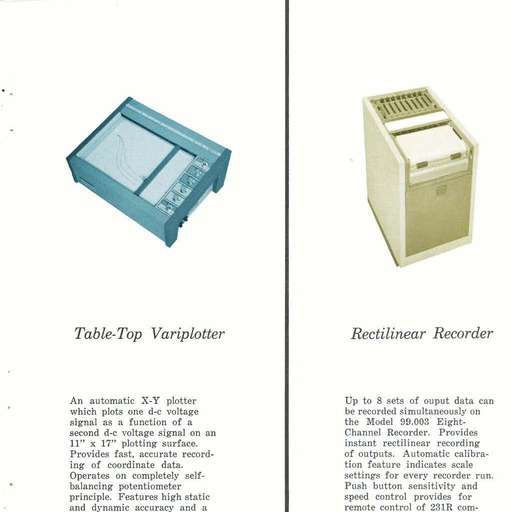 Table-Top Variplotter
An automatic X-Y plotter
which plots one d-c voltage
signal as a function of a
second d-c voltage signal on an
11" x 17" plotting surface.
Provides fast, accurate record-
ing of coordinate data.
Operates on completely self-
balancing potentiometer
principle. Features high static
and dynamic accuracy and a
Rectilinear Recorder
Up to 8 sets of ouput data can
be recorded simultaneously on
the Model 99.003 Eight-
Channel Recorder. Provides
instant rectilinear recording
of outputs. Automatic calibra-
tion feature indicates scale
settings for every recorder run.
Push button sensitivity and
speed control provides for
remote control of 231R com-